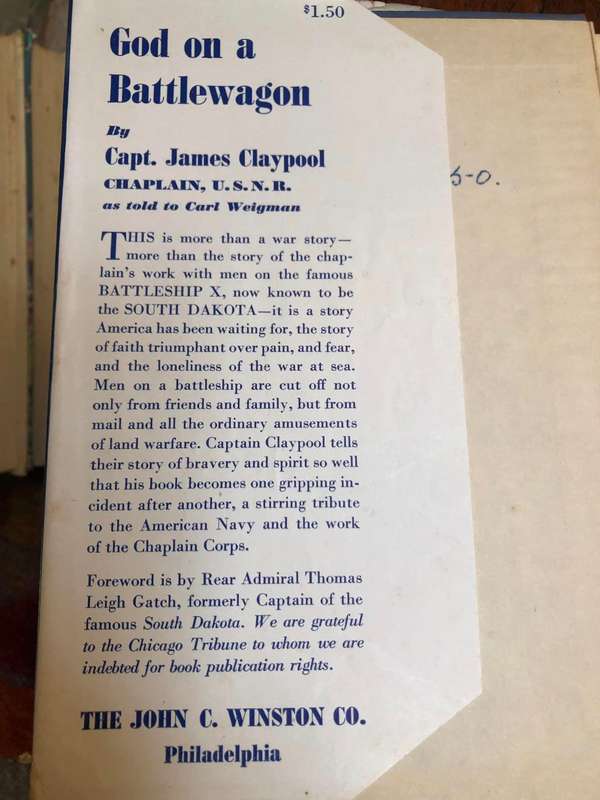 $1.50
God on a
Battlewagon
By
Capt. James Claypool
CHAPLAIN, U.S.N.R.
as told to Carl Weigman
THIS is more than a war story—
more than the story of the chap-
lain's work with men on the famous
BATTLESHIP X, now known to be
the SOUTH DAKOTA—it is a story
America has been waiting for, the story
of faith triumphant over pain, and fear,
and the loneliness of the war at sea.
Men on a battleship are cut off not
only from friends and family, but from
mail and all the ordinary amusements
of land warfare. Captain Claypool tells
their story of bravery and spirit so well
that his book becomes one gripping in-
cident after another, a stirring tribute
to the American Navy and the work
of the Chaplain Corps.
Foreword is by Rear Admiral Thomas
Leigh Gatch, formerly Captain of the
famous South Dakota. We are grateful
to the Chicago Tribune to whom we are
indebted for book publication rights.
THE JOHN C. WINSTON CO.
Philadelphia